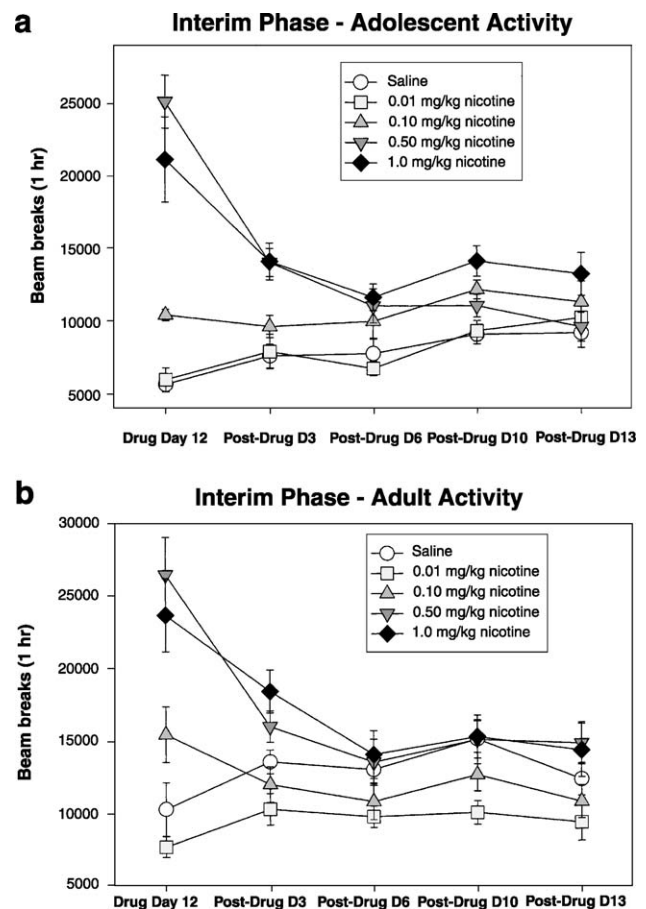 a
Interim Phase - Adolescent Activity
Saline
0.01 mg/kg nicotine
0.10 mg/kg nicotine
0.50 mg/kg nicotine
1.0 mg/kg nicotine
25000
20000
15000
10000
5000
Beam breaks (1 hr)
Drug Day 12 Post-Drug D3 Post-Drug D6 Post-Drug D10 Post-Drug D13
b
Interim Phase - Adult Activity
Saline
0.01 mg/kg nicotine
0.10 mg/kg nicotine
0.50 mg/kg nicotine
1.0 mg/kg nicotine
30000
25000
20000
15000
10000
5000
Beam breaks (1 hr)
Drug Day 12 Post-Drug D3 Post-Drug D6 Post-Drug D10 Post-Drug D13